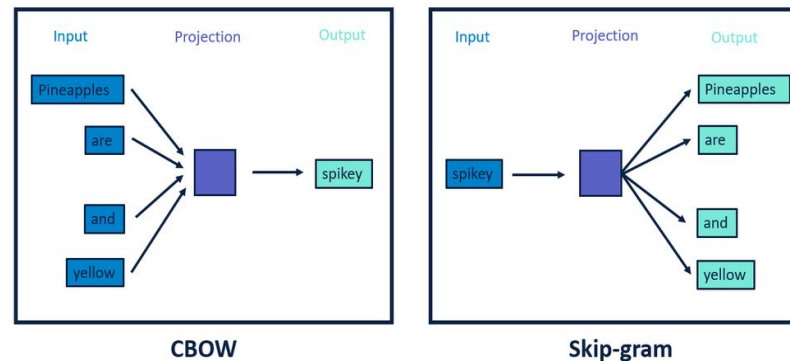 Input Projection Output
Pineapples
are
and
yellow
spikey
CBOW
Input Projection Output
spikey
Pineapples
are
and
yellow
Skip-gram